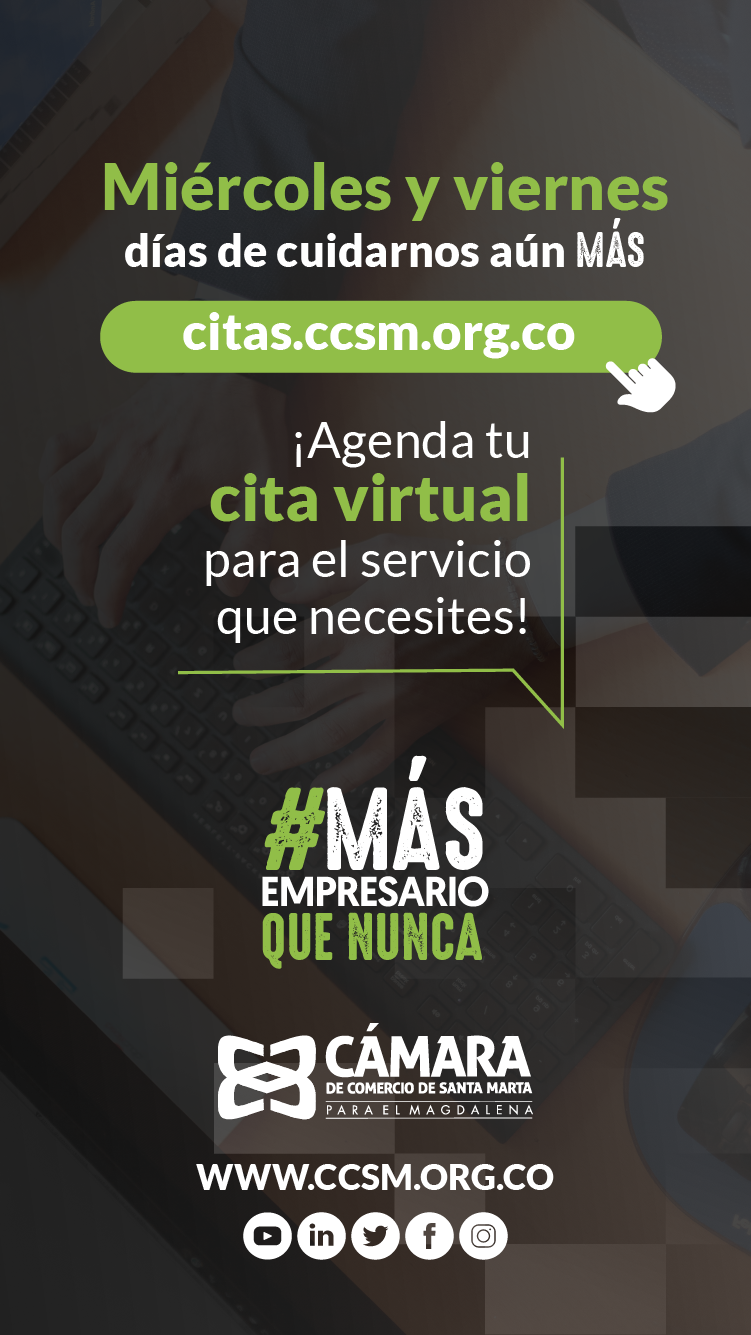 Miércoles y viernes
días de cuidarnos aún MÁS
citas.ccsm.org.co
¡Agenda tu
cita virtual
para el servicio
que necesites!
#MÁS
EMPRESARIO
QUE NUNCA
CÁMARA
DE COMERCIO DE SANTA MARTA
PARA EL MAGDALENA
WWW.CCSM.ORG.CO